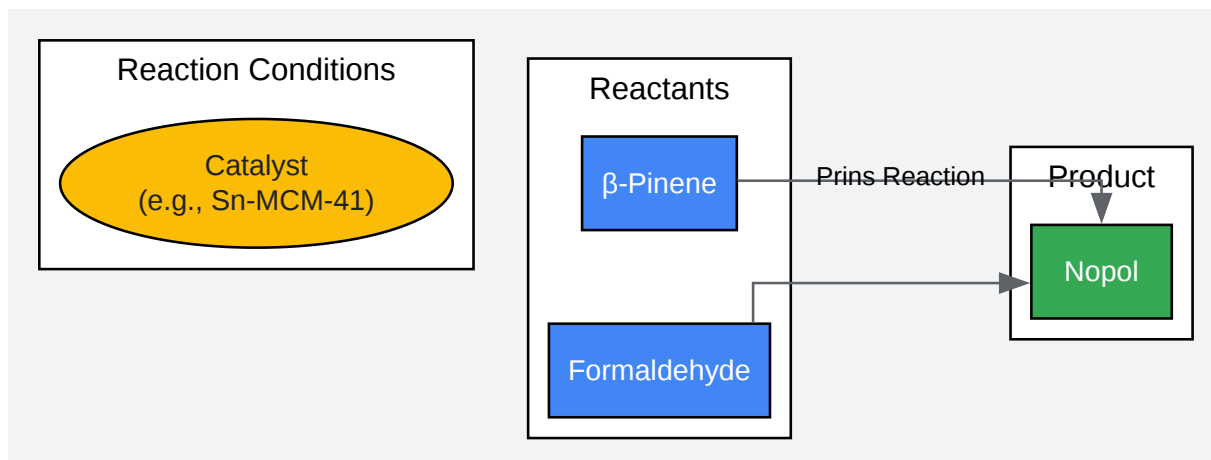 Reaction Conditions
Catalyst
(e.g., Sn-MCM-41)
Reactants
β-Pinene
Formaldehyde
Prins Reaction
Product
Nopol